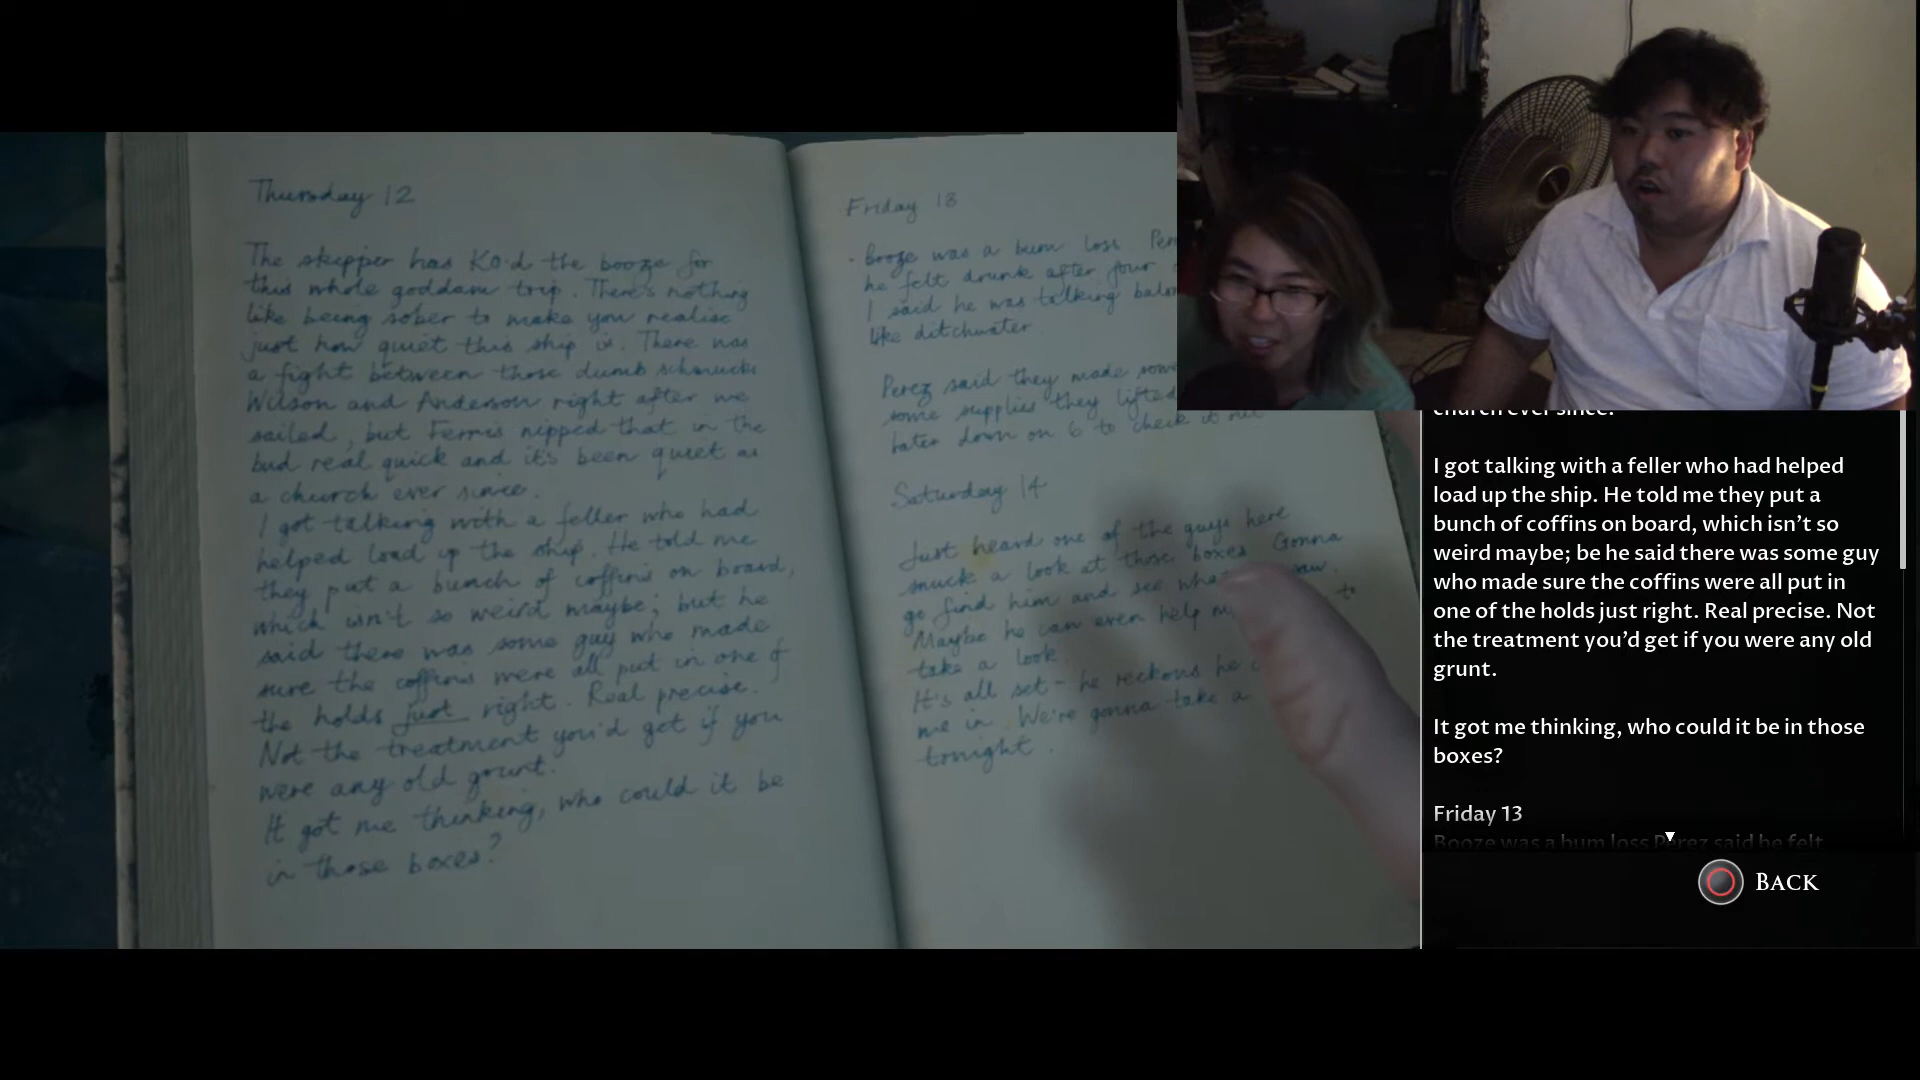 Thursday 12
The skipper has KO'd the booze for
this whole goddam trip. There's nothing
like being sober to make you realise
just how quiet this ship is. There was
a fight between those dumb schmucks
Wilson and Anderson right after we
sailed, but Ferris nipped that in the
bud real quick and it's been quiet as
a church ever since.
I got talking with a feller who had
helped load up the ship. He told me
they put a bunch of coffins on board,
which isn't so weird maybe; but he
said there was some guy who made
sure the coffins were all put in one of
the holds just right. Real precise.
Not the treatment you'd get if you
were any old grunt.
It got me thinking, who could it be
in those boxes?
Friday 13
Booze was a bum loss
he felt drunk after four
I said he was talking
like ditchwater
Perez said they made
some supplies they lifted
later down on 6 to check it out
Saturday 14
Just heard one of the guys here
snuck a look at those boxes Gonna
go find him and see
Maybe he can even help to
take a look
It's all set - he reckons he
me in. We're gonna take a
tonight.
church ever since.
I got talking with a feller who had helped
load up the ship. He told me they put a
bunch of coffins on board, which isn't so
weird maybe; be he said there was some guy
who made sure the coffins were all put in
one of the holds just right. Real precise. Not
the treatment you'd get if you were any old
grunt.
It got me thinking, who could it be in those
boxes?
Friday 13
Booze was a bum loss Perez said he felt
BACK